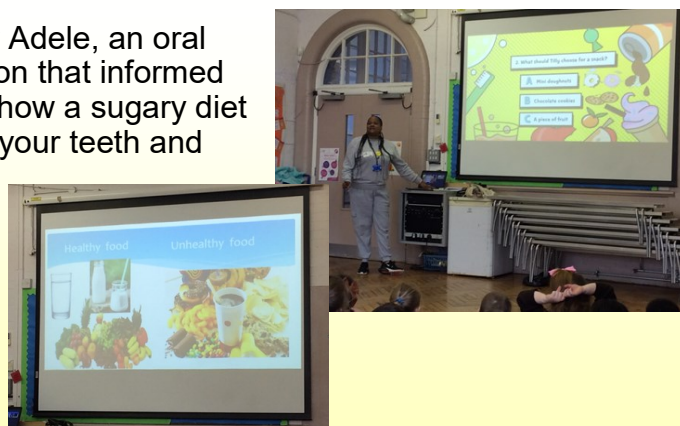 Adele, an oral
on that informed
how a sugary diet
your teeth and
2. What should Tilly choose for a snack?
A Mini doughnuts
B Chocolate cookies
C A piece of fruit
Healthy food
Unhealthy food